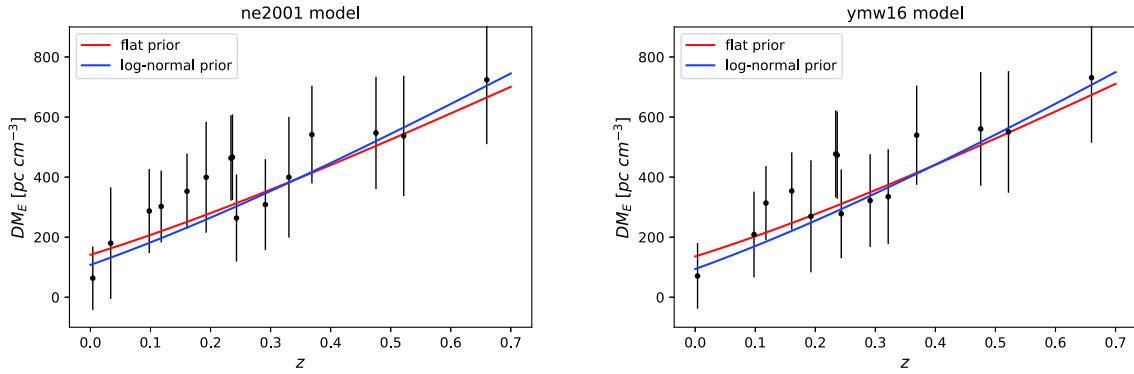 ne2001 model
flat prior
log-normal prior
800
600
400
200
0
DM_E [pc cm⁻³]
0.0 0.1 0.2 0.3 0.4 0.5 0.6 0.7
z
ymw16 model
flat prior
log-normal prior
800
600
400
200
0
DM_E [pc cm⁻³]
0.0 0.1 0.2 0.3 0.4 0.5 0.6 0.7
z